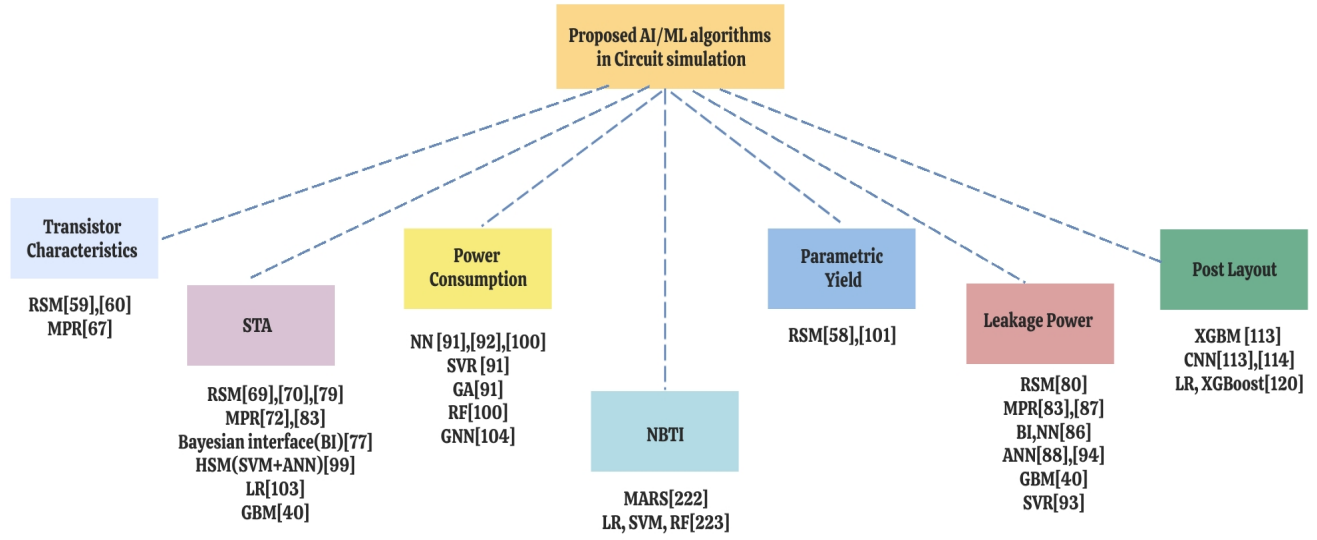 Proposed AI/ML algorithms
in Circuit simulation
Transistor
Characteristics
RSM[59],[60]
MPR[67]
STA
RSM[69],[70],[79]
MPR[72],[83]
Bayesian interface(BI)[77]
HSM(SVM+ANN)[99]
LR[103]
GBM[40]
Power
Consumption
NN [91],[92],[100]
SVR [91]
GA[91]
RF[100]
GNN[104]
NBTI
MARS[222]
LR, SVM, RF[223]
Parametric
Yield
RSM[58],[101]
Leakage Power
RSM[80]
MPR[83],[87]
BI,NN[86]
ANN[88],[94]
GBM[40]
SVR[93]
Post Layout
XGBM [113]
CNN[113],[114]
LR, XGBoost[120]